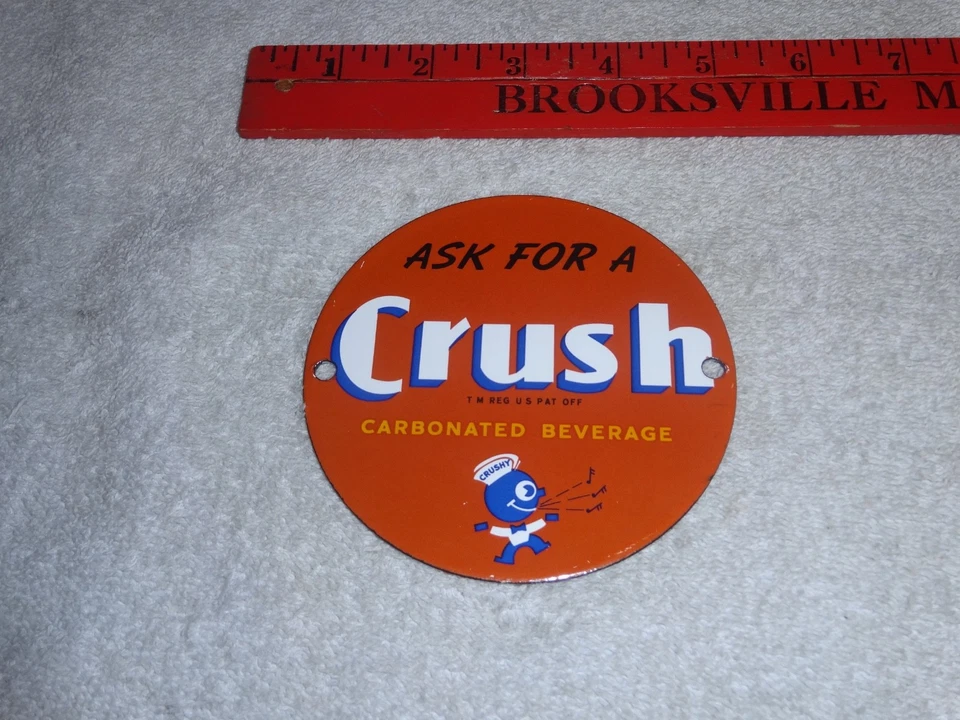 1 2 3 4 5 6 7
BROOKSVILLE M
ASK FOR A
Crush
T M REG U S PAT OFF
CARBONATED BEVERAGE
CRUSHY